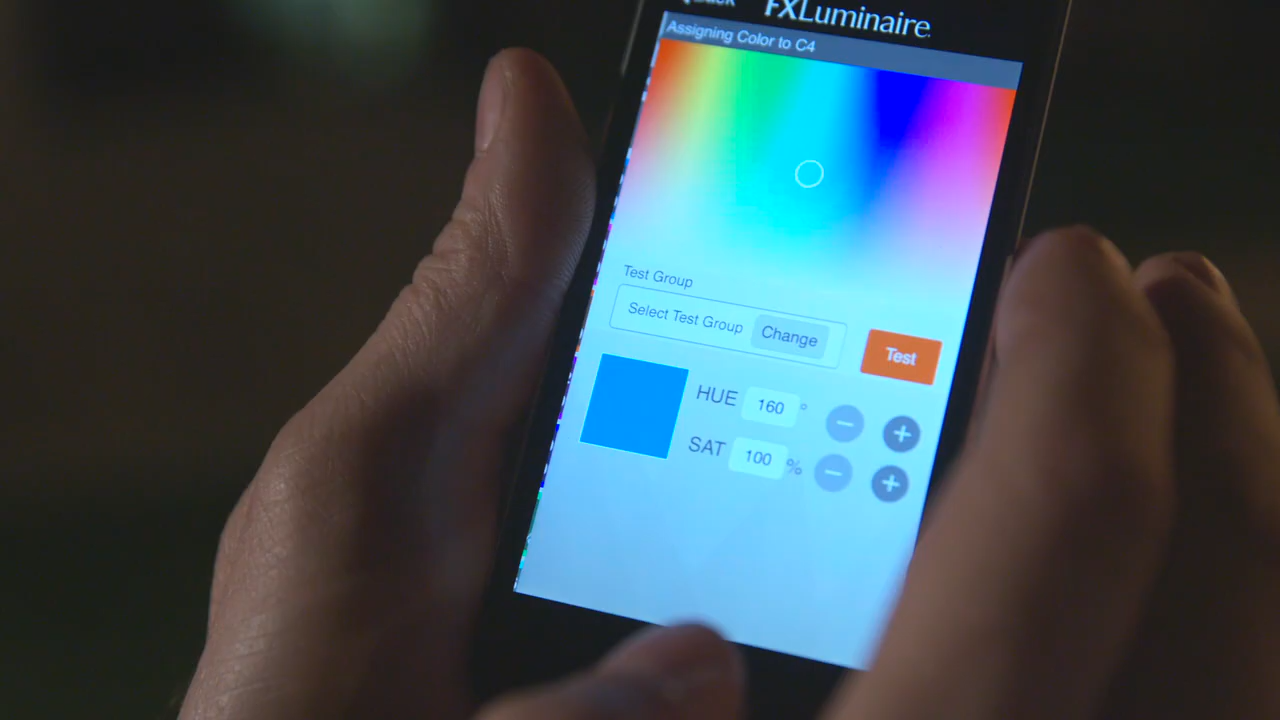 FXLuminaire
Assigning Color to C4
Test Group
Select Test Group Change
Test
HUE 160 °
SAT 100 %